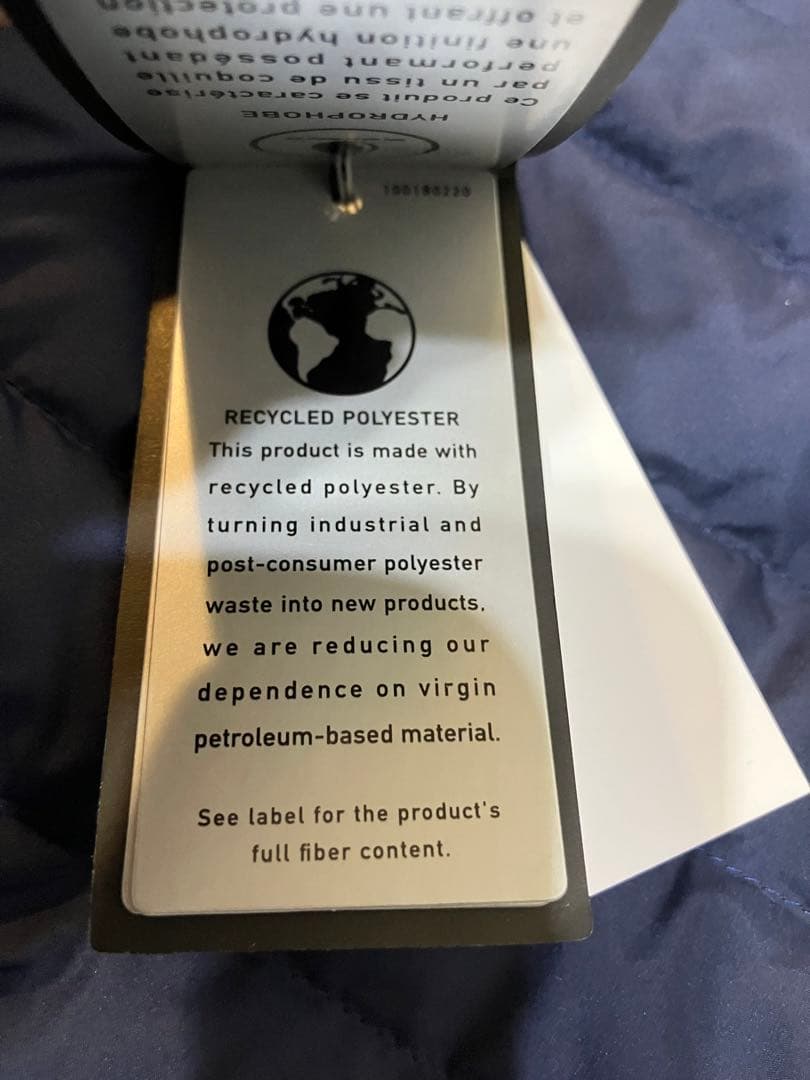 et offrant une protection
une finition hydrophobe
performant possédant
par un tissu de coquille
Ce produit se caractérise
HYDROPHOBE
100180220
RECYCLED POLYESTER
This product is made with
recycled polyester. By
turning industrial and
post-consumer polyester
waste into new products,
we are reducing our
dependence on virgin
petroleum-based material.
See label for the product's
full fiber content.